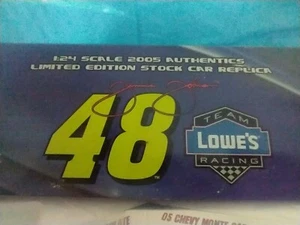 1:24 SCALE 2005 AUTHENTICS
LIMITED EDITION STOCK CAR REPLICA
48
TEAM
LOWE'S
RACING
05 CHEVY MONTE